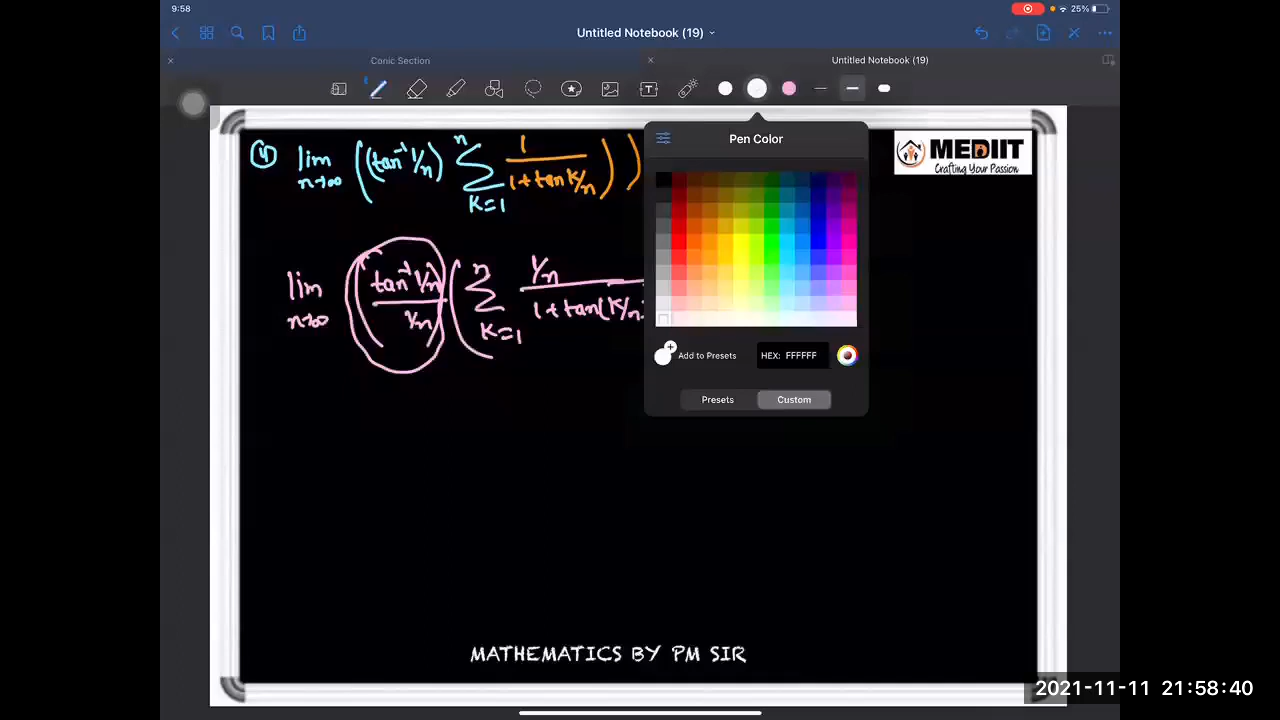 9:58
25%
Untitled Notebook (19)
Conic Section
Untitled Notebook (19)
Pen Color
MEDIIT
Crafting Your Passion
④ lim n→∞ ((tan⁻¹ 1/n) n Σ K=1 1/(1+tan K/n))
lim n→∞ (tan⁻¹ 1/n / 1/n) ( n Σ K=1 1/n / 1+tan(K/n
Add to Presets
HEX: FFFFFF
Presets
Custom
MATHEMATICS BY PM SIR
2021-11-11 21:58:40